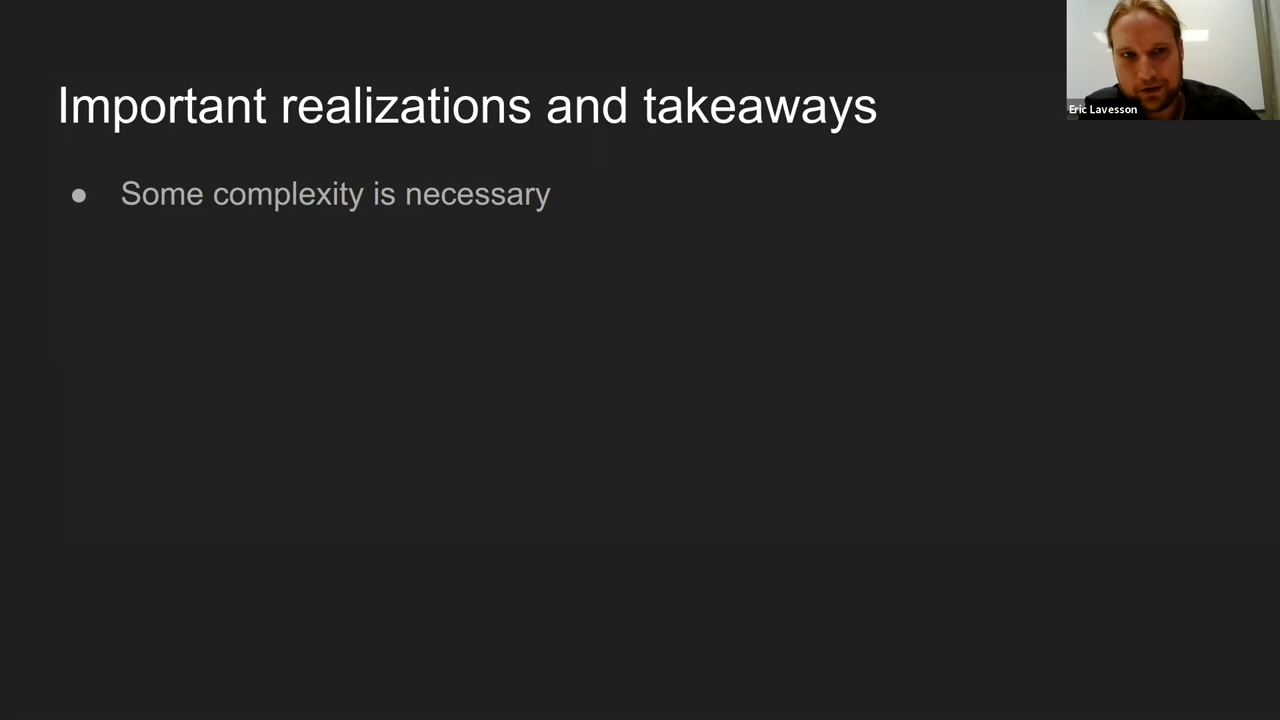 Important realizations and takeaways
● Some complexity is necessary
Eric Lavesson